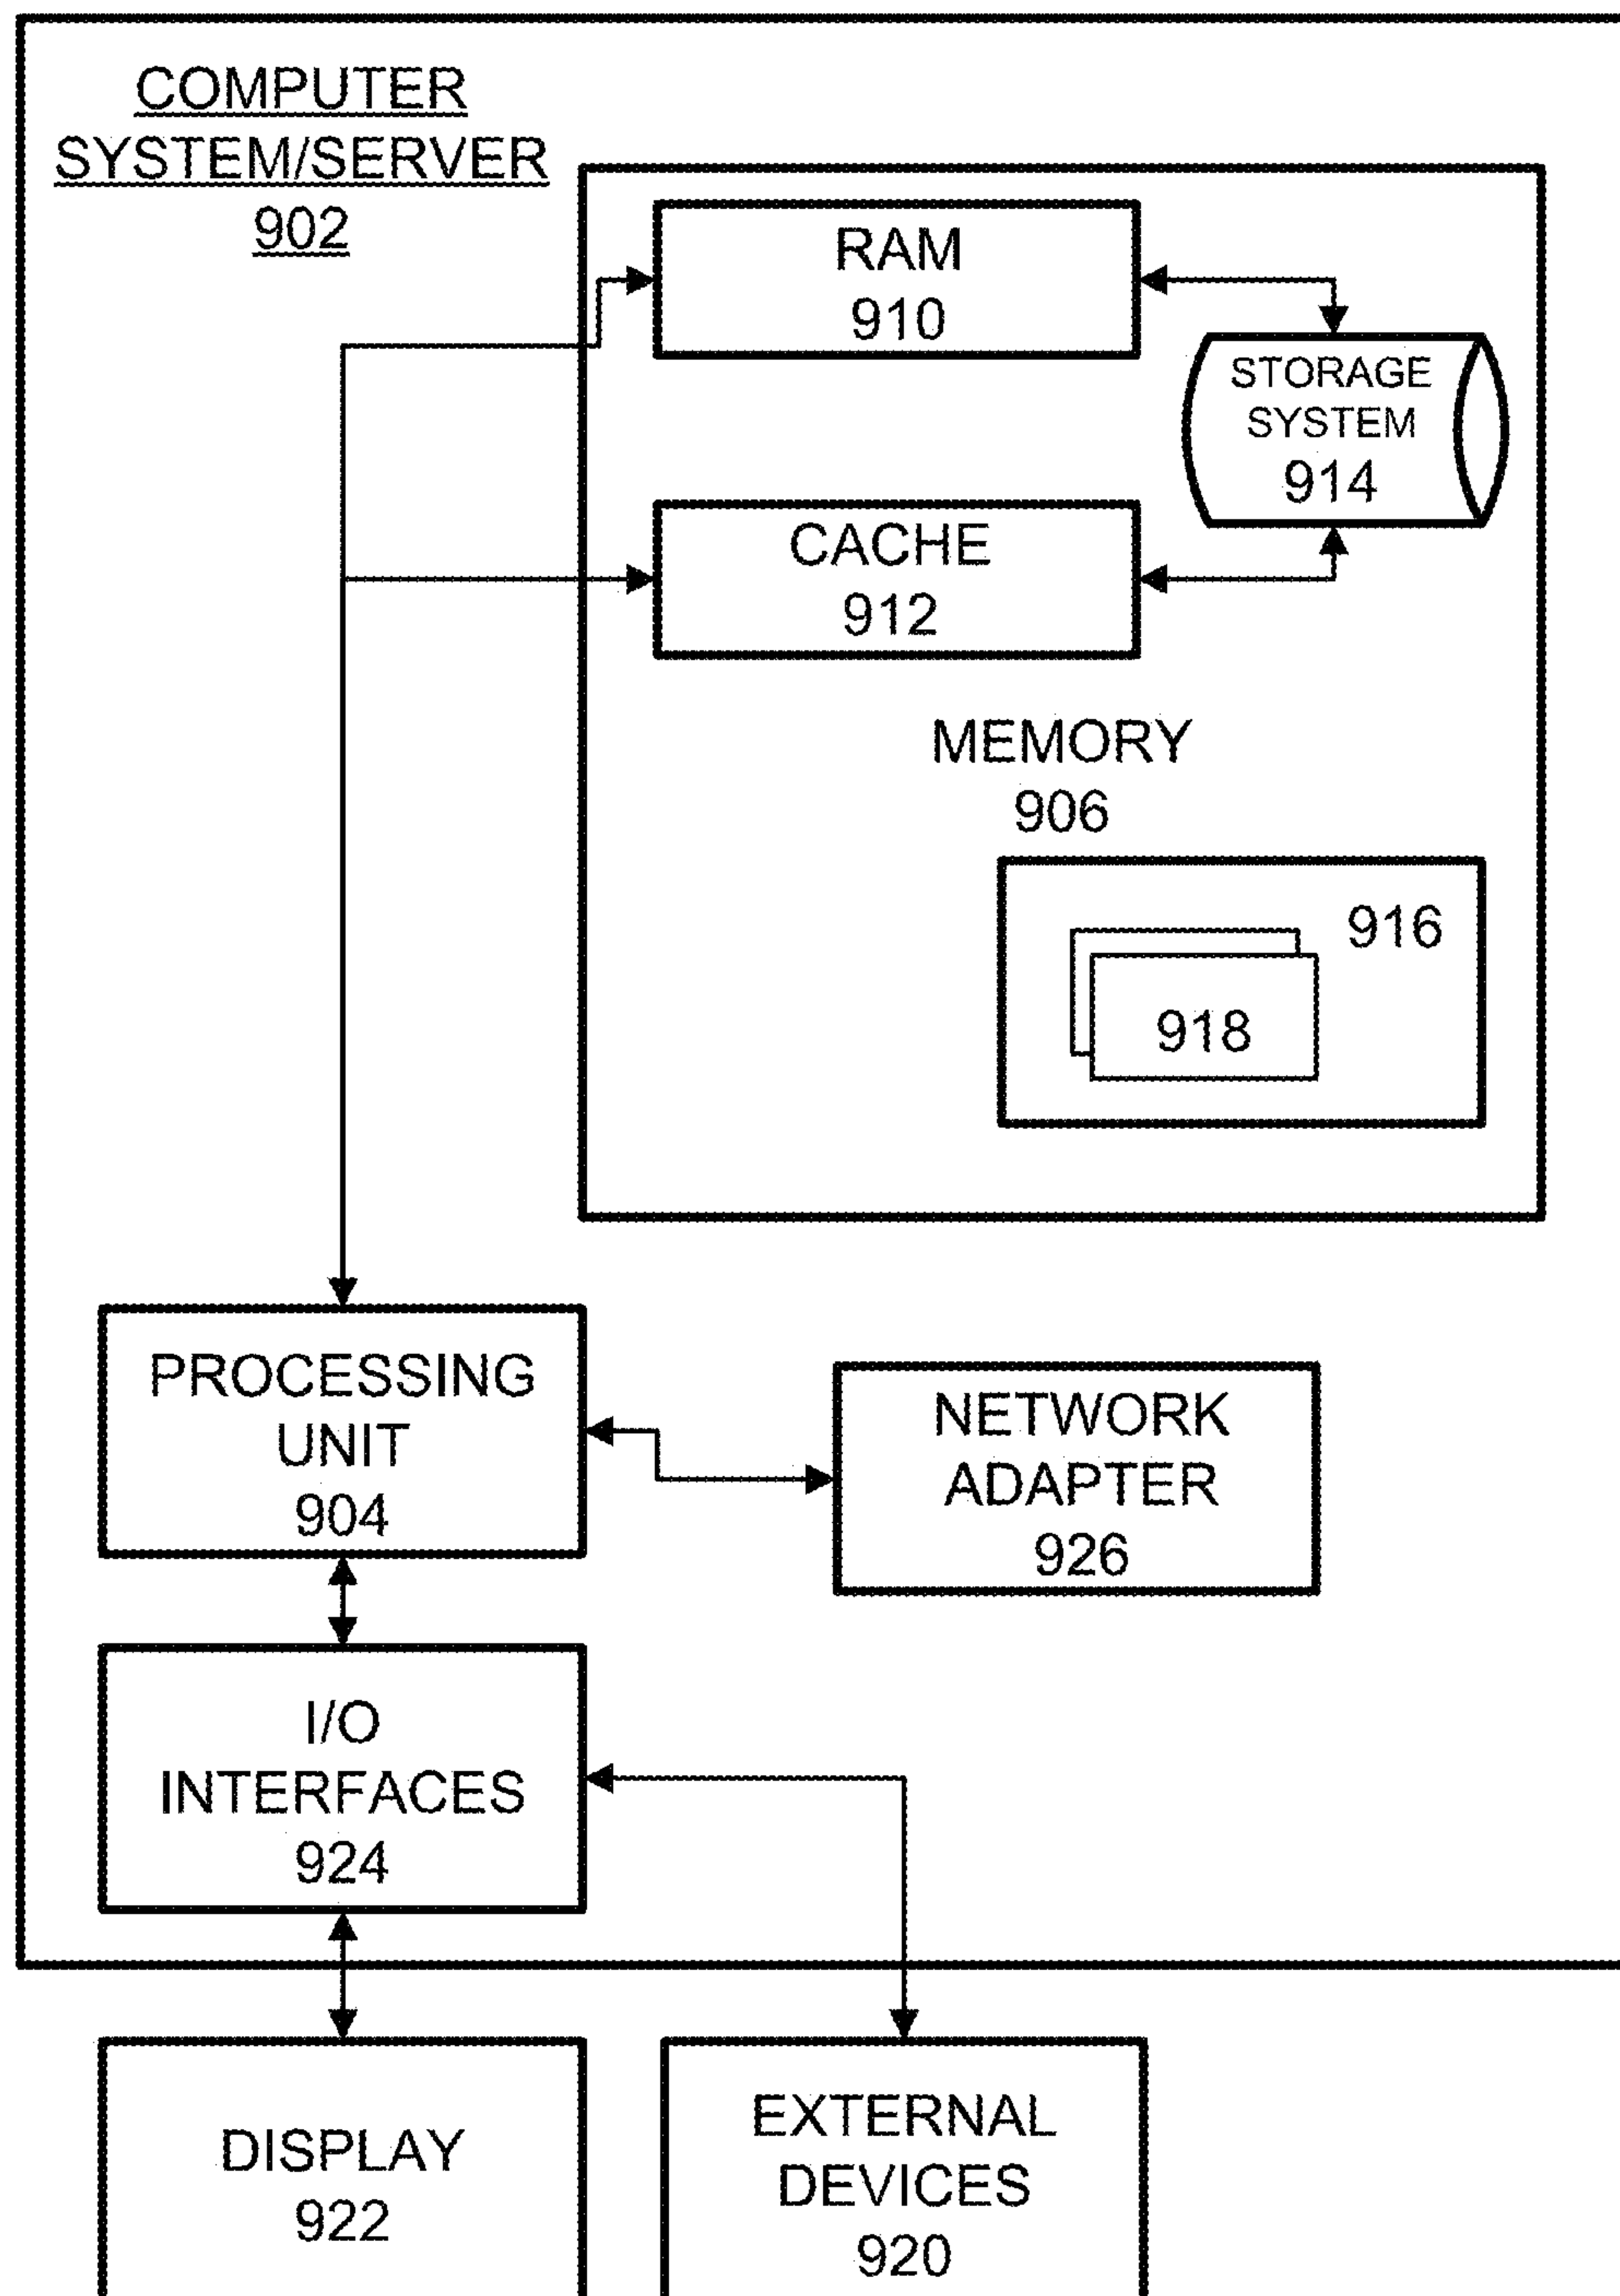 COMPUTER
SYSTEM/SERVER
902
RAM
910
STORAGE
SYSTEM
914
CACHE
912
MEMORY
906
916
918
PROCESSING
UNIT
904
NETWORK
ADAPTER
926
I/O
INTERFACES
924
DISPLAY
922
EXTERNAL
DEVICES
920